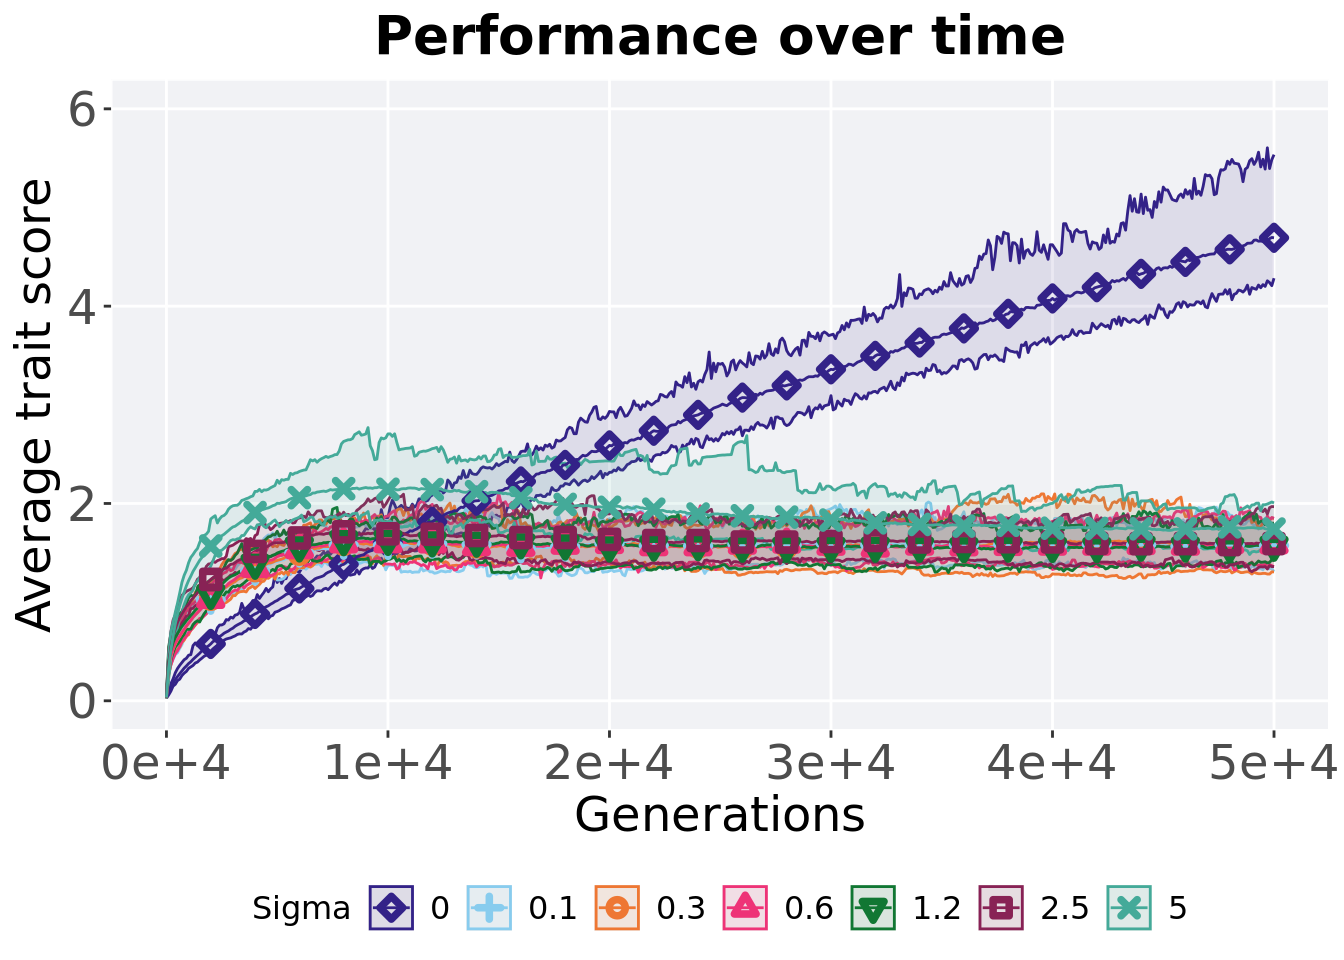 Performance over time
6
4
2
0
Average trait score
0e+4 1e+4 2e+4 3e+4 4e+4 5e+4
Generations
Sigma 0 0.1 0.3 0.6 1.2 2.5 5